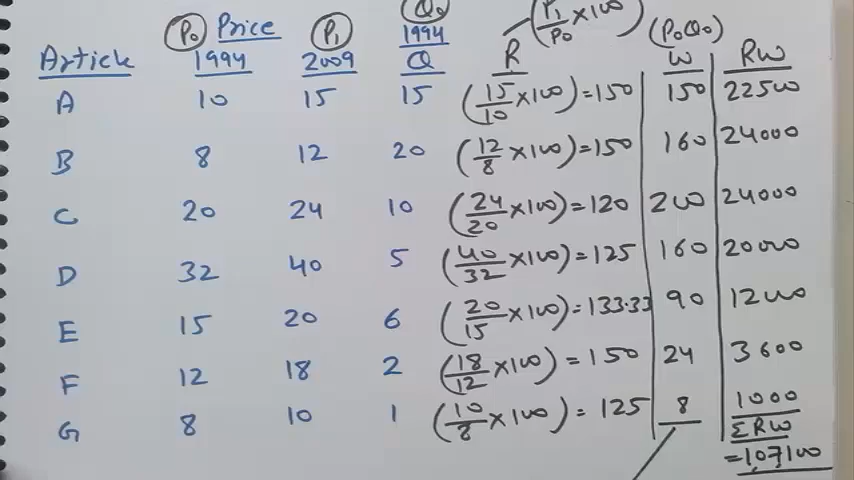 (P₁/P₀ × 100)
P₀ Price P₁ Q₀ (P₀Q₀)
Article 1994 2009 1994 Q R W RW
A 10 15 15 (15/10 × 100) = 150 150 22500
B 8 12 20 (12/8 × 100) = 150 160 24000
C 20 24 10 (24/20 × 100) = 120 200 24000
D 32 40 5 (40/32 × 100) = 125 160 20000
E 15 20 6 (20/15 × 100) = 133.33 90 12000
F 12 18 2 (18/12 × 100) = 150 24 3600
G 8 10 1 (10/8 × 100) = 125 8 1000
ΣRW
= 1,07100